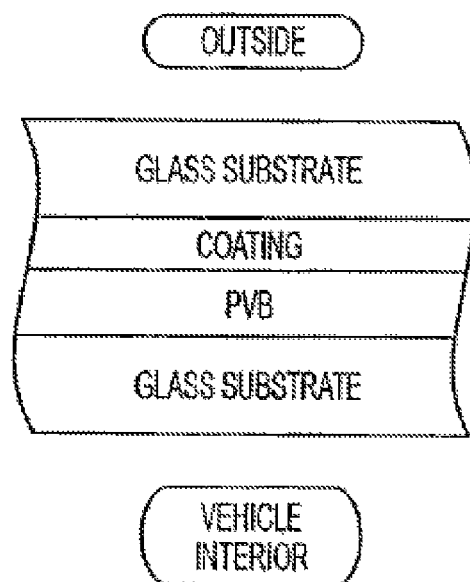 OUTSIDE
GLASS SUBSTRATE
COATING
PVB
GLASS SUBSTRATE
VEHICLE
INTERIOR